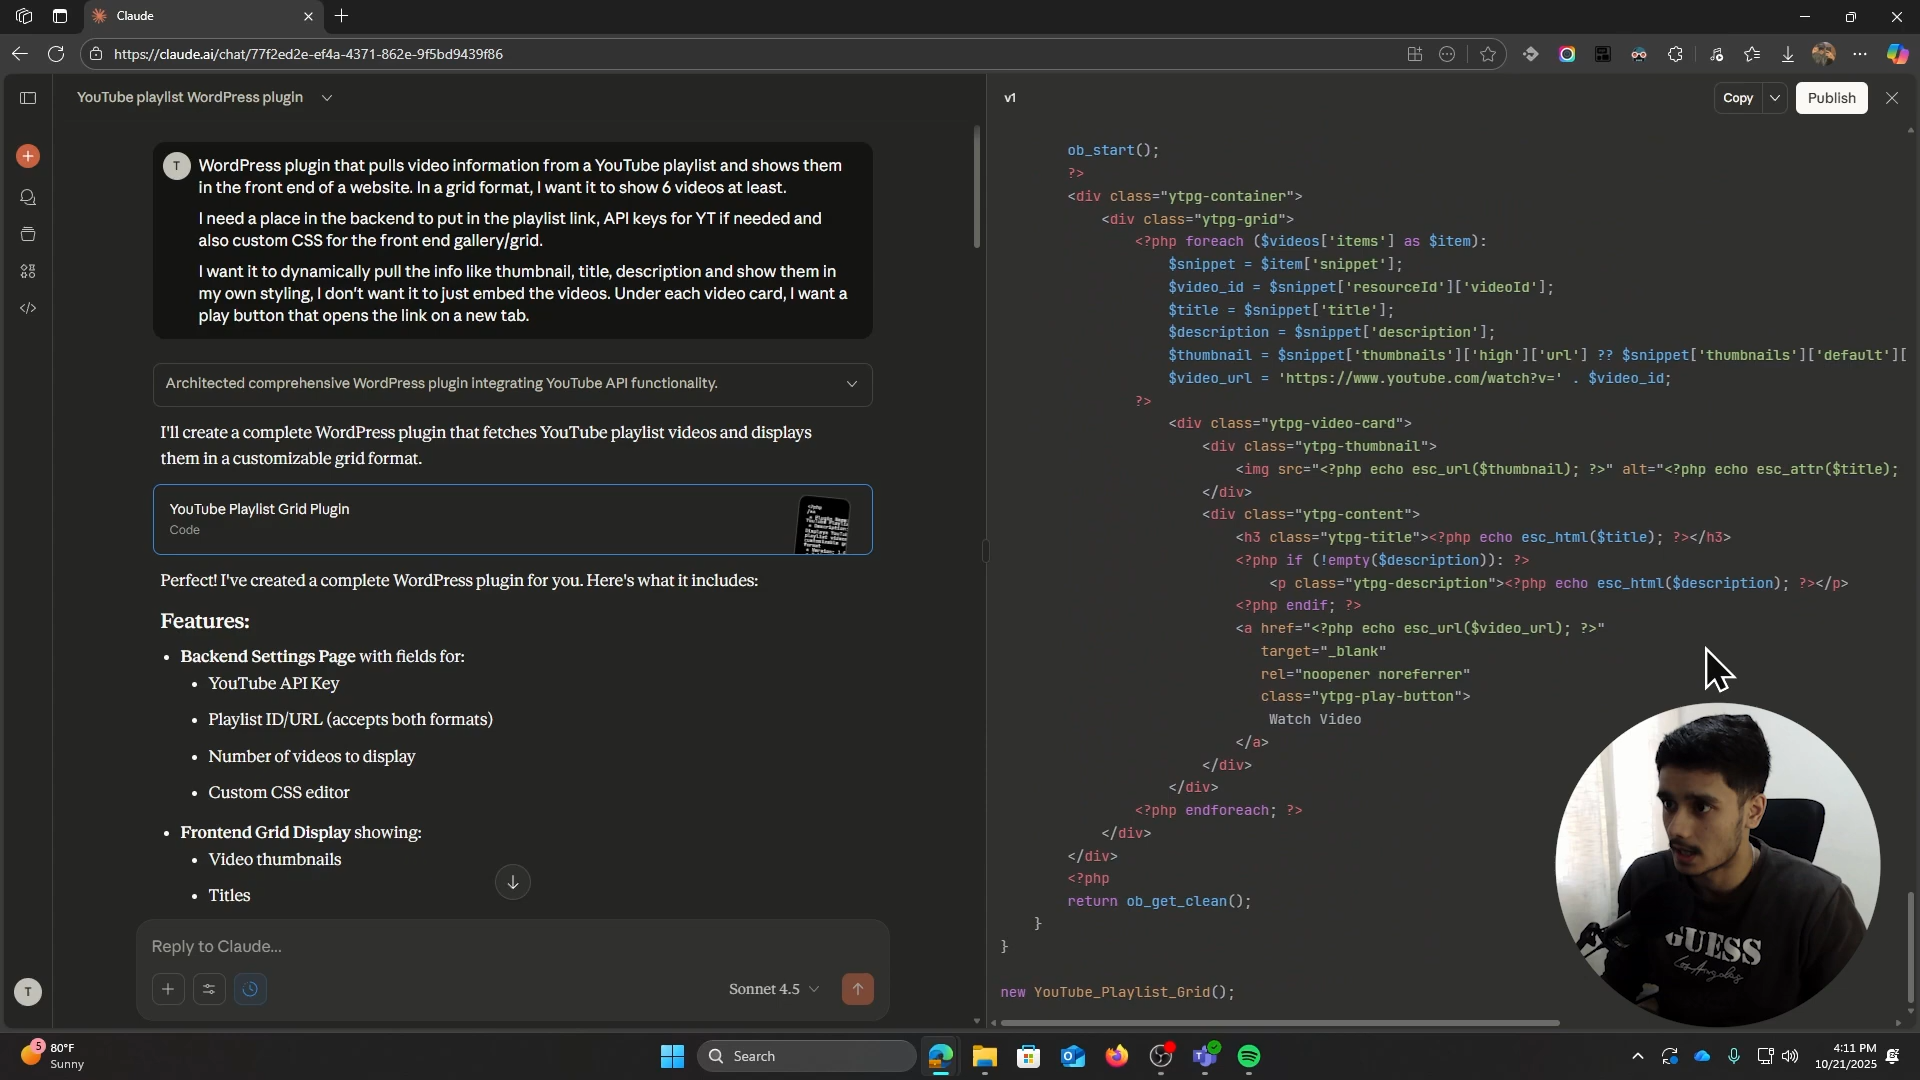 Claude
https://claude.ai/chat/77f2ed2e-ef4a-4371-862e-9f5bd9439f86
YouTube playlist WordPress plugin
T
WordPress plugin that pulls video information from a YouTube playlist and shows them
in the front end of a website. In a grid format, I want it to show 6 videos at least.
I need a place in the backend to put in the playlist link, API keys for YT if needed and
also custom CSS for the front end gallery/grid.
I want it to dynamically pull the info like thumbnail, title, description and show them in
my own styling, I don't want it to just embed the videos. Under each video card, I want a
play button that opens the link on a new tab.
Architected comprehensive WordPress plugin integrating YouTube API functionality.
I'll create a complete WordPress plugin that fetches YouTube playlist videos and displays
them in a customizable grid format.
YouTube Playlist Grid Plugin
Code
Perfect! I've created a complete WordPress plugin for you. Here's what it includes:
Features:
• Backend Settings Page with fields for:
• YouTube API Key
• Playlist ID/URL (accepts both formats)
• Number of videos to display
• Custom CSS editor
• Frontend Grid Display showing:
• Video thumbnails
• Titles
Reply to Claude...
Sonnet 4.5
T
v1
Copy
Publish
ob_start();
?>
<div class="ytpg-container">
<div class="ytpg-grid">
<?php foreach ($videos['items'] as $item):
$snippet = $item['snippet'];
$video_id = $snippet['resourceId']['videoId'];
$title = $snippet['title'];
$description = $snippet['description'];
$thumbnail = $snippet['thumbnails']['high']['url'] ?? $snippet['thumbnails']['default'][
$video_url = 'https://www.youtube.com/watch?v=' . $video_id;
?>
<div class="ytpg-video-card">
<div class="ytpg-thumbnail">
<img src="<?php echo esc_url($thumbnail); ?>" alt="<?php echo esc_attr($title);
</div>
<div class="ytpg-content">
<h3 class="ytpg-title"><?php echo esc_html($title); ?></h3>
<?php if (!empty($description)): ?>
<p class="ytpg-description"><?php echo esc_html($description); ?></p>
<?php endif; ?>
<a href="<?php echo esc_url($video_url); ?>"
target="_blank"
rel="noopener noreferrer"
class="ytpg-play-button">
Watch Video
</a>
</div>
</div>
<?php endforeach; ?>
</div>
</div>
<?php
return ob_get_clean();
}
}
new YouTube_Playlist_Grid();
GUESS
Los Angeles
5
80°F
Sunny
Search
4:11 PM
10/21/2025